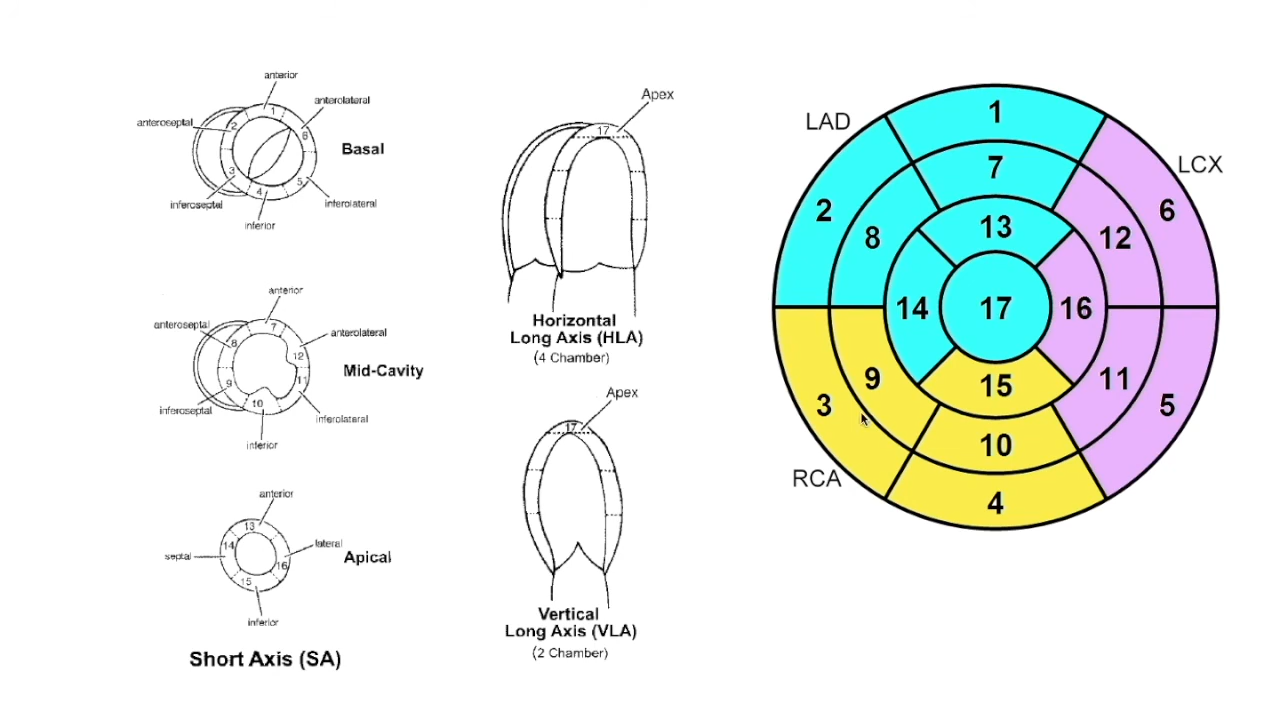 anterior
anterolateral
anteroseptal
1
2
6
Basal
3
5
4
inferoseptal
inferolateral
inferior
anterior
anteroseptal
7
anterolateral
8
12
Mid-Cavity
9
11
10
inferoseptal
inferolateral
inferior
anterior
13
14
lateral
septal
Apical
16
15
inferior
Short Axis (SA)
Apex
17
Horizontal
Long Axis (HLA)
(4 Chamber)
Apex
17
Vertical
Long Axis (VLA)
(2 Chamber)
LAD
1
LCX
7
2
6
8
13
12
14
17
16
9
15
11
3
5
10
RCA
4